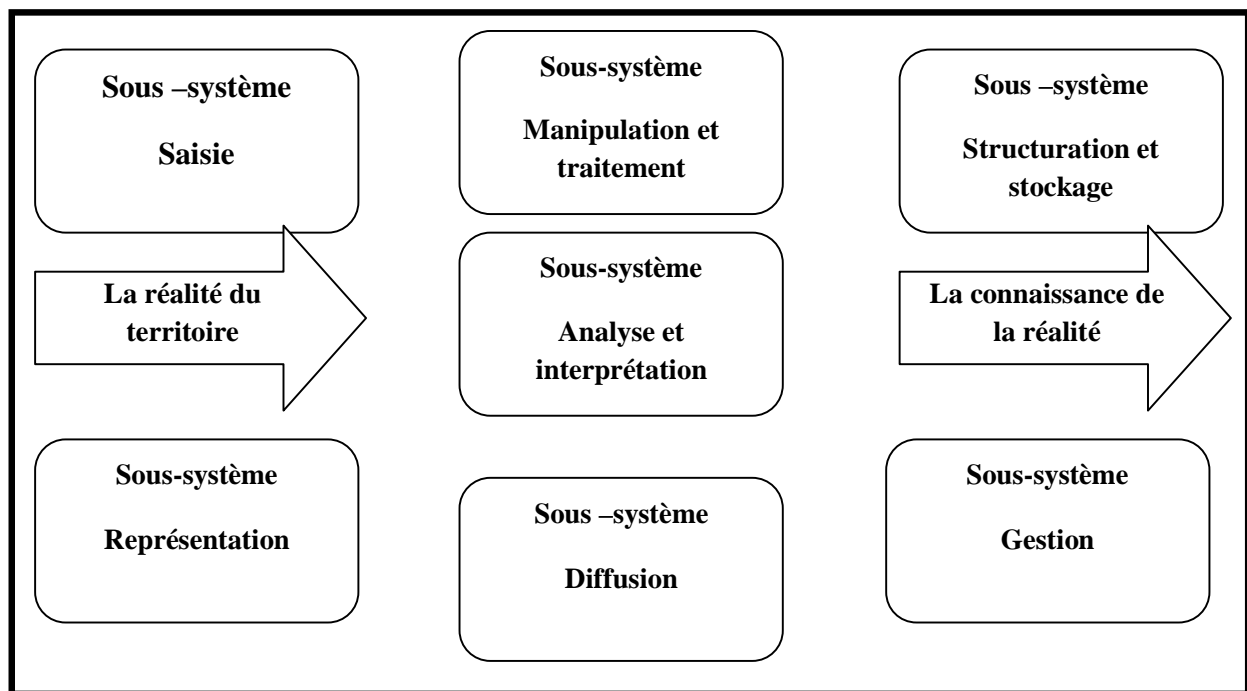 Sous –système
Saisie
Sous-système
Manipulation et
traitement
Sous –système
Structuration et
stockage
La réalité du
territoire
Sous-système
Analyse et
interprétation
La connaissance de
la réalité
Sous-système
Représentation
Sous –système
Diffusion
Sous-système
Gestion